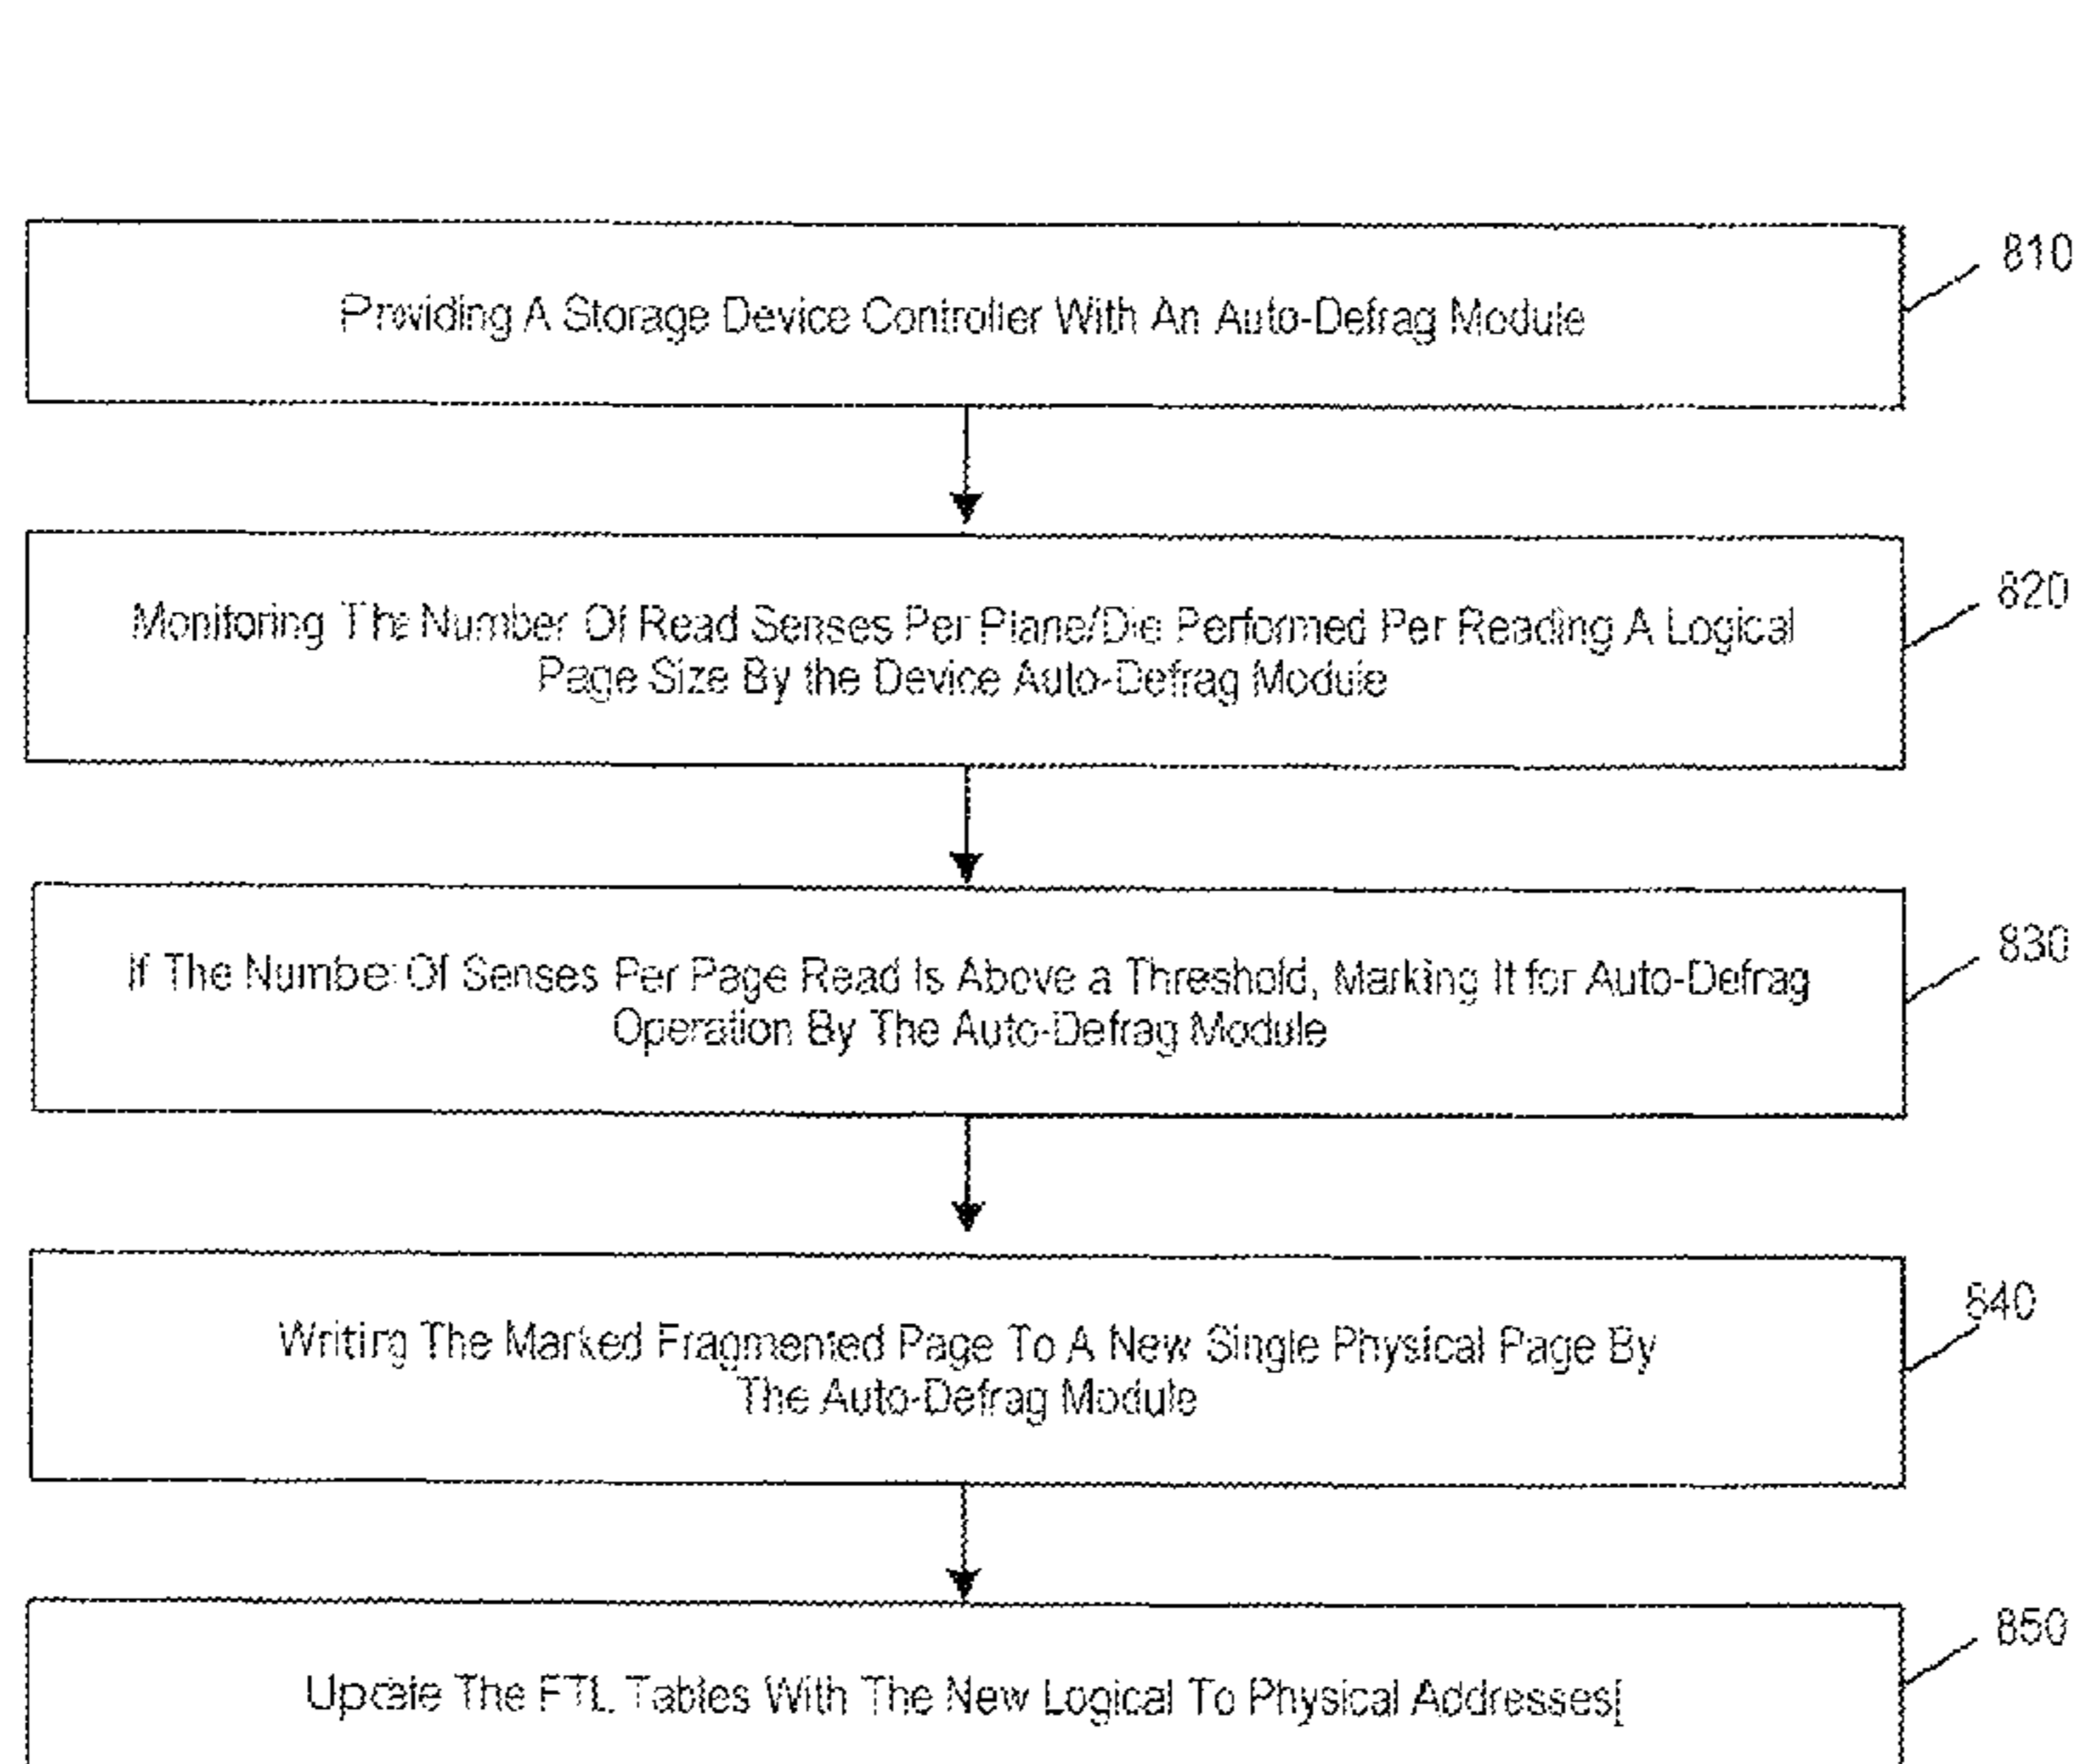 Providing A Storage Device Controller With An Auto-Defrag Module
810
Monitoring The Number Of Read Senses Per Plane/Die Performed Per Reading A Logical
Page Size By the Device Auto-Defrag Module
820
If The Number Of Senses Per Page Read Is Above a Threshold, Marking It for Auto-Defrag
Operation By The Auto-Defrag Module
830
Writing The Marked Fragmented Page To A New Single Physical Page By
The Auto-Defrag Module
840
Update The FTL Tables With The New Logical To Physical Addresses[
850